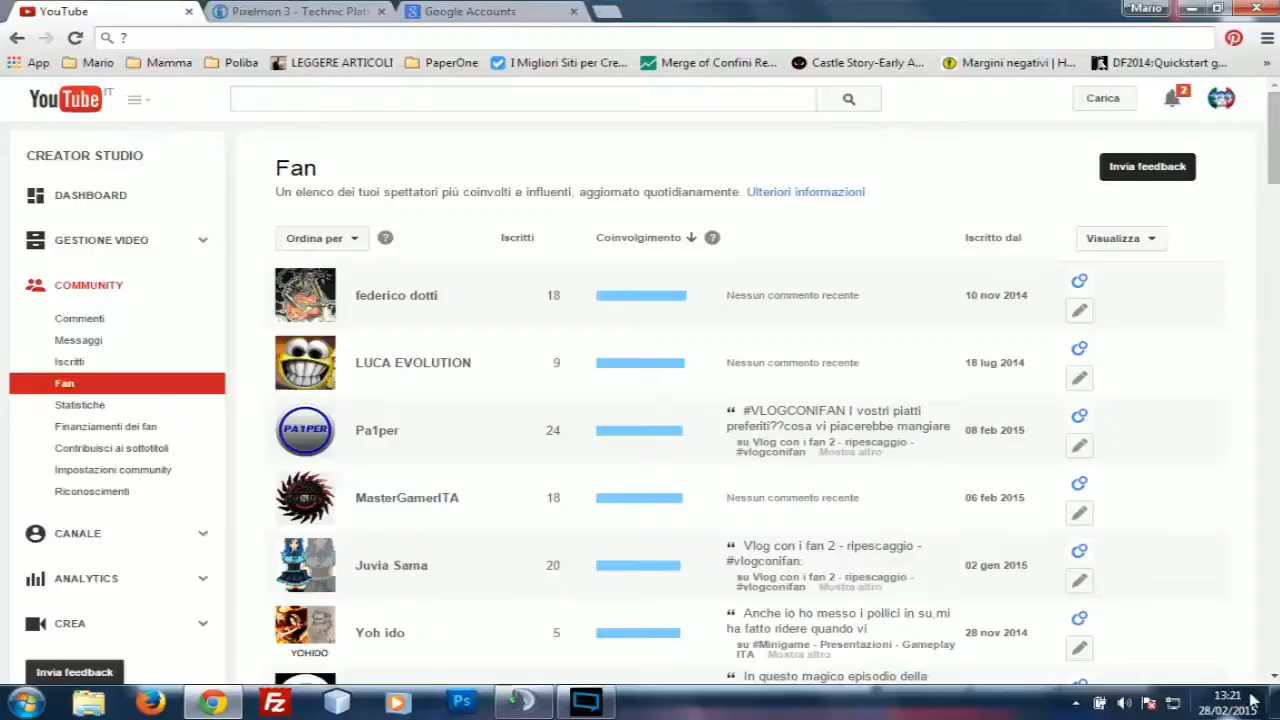 YouTube
Pixelmon 3 - Technic Plat
Google Accounts
Mario
?
App
Mario
Mamma
Poliba
LEGGERE ARTICOLI
PaperOne
I Migliori Siti per Cre...
Merge of Confini Re...
Castle Story-Early A...
Margini negativi | H...
DF2014:Quickstart g...
»
YouTube IT
Carica
2
CREATOR STUDIO
DASHBOARD
GESTIONE VIDEO
COMMUNITY
Commenti
Messaggi
Iscritti
Fan
Statistiche
Finanziamenti dei fan
Contribuisci ai sottotitoli
Impostazioni community
Riconoscimenti
CANALE
ANALYTICS
CREA
Invia feedback
Fan
Invia feedback
Un elenco dei tuoi spettatori più coinvolti e influenti, aggiornato quotidianamente. Ulteriori informazioni
Ordina per
?
Iscritti
Coinvolgimento
?
Iscritto dal
Visualizza
federico dotti
18
Nessun commento recente
10 nov 2014
LUCA EVOLUTION
9
Nessun commento recente
18 lug 2014
PA1PER
Pa1per
24
“ #VLOGCONIFAN I vostri piatti
preferiti??cosa vi piacerebbe mangiare
su Vlog con i fan 2 - ripescaggio -
#vlogconifan Mostra altro
08 feb 2015
MasterGamerITA
18
Nessun commento recente
06 feb 2015
Juvia Sama
20
“ Vlog con i fan 2 - ripescaggio -
#vlogconifan:
su Vlog con i fan 2 - ripescaggio -
#vlogconifan Mostra altro
02 gen 2015
YOHIDO
Yoh ido
5
“ Anche io ho messo i pollici in su,mi
ha fatto ridere quando vi
su #Minigame - Presentazioni - Gameplay
ITA Mostra altro
28 nov 2014
“ In questo magico episodio della
Fz
Ps
13:21
28/02/2015